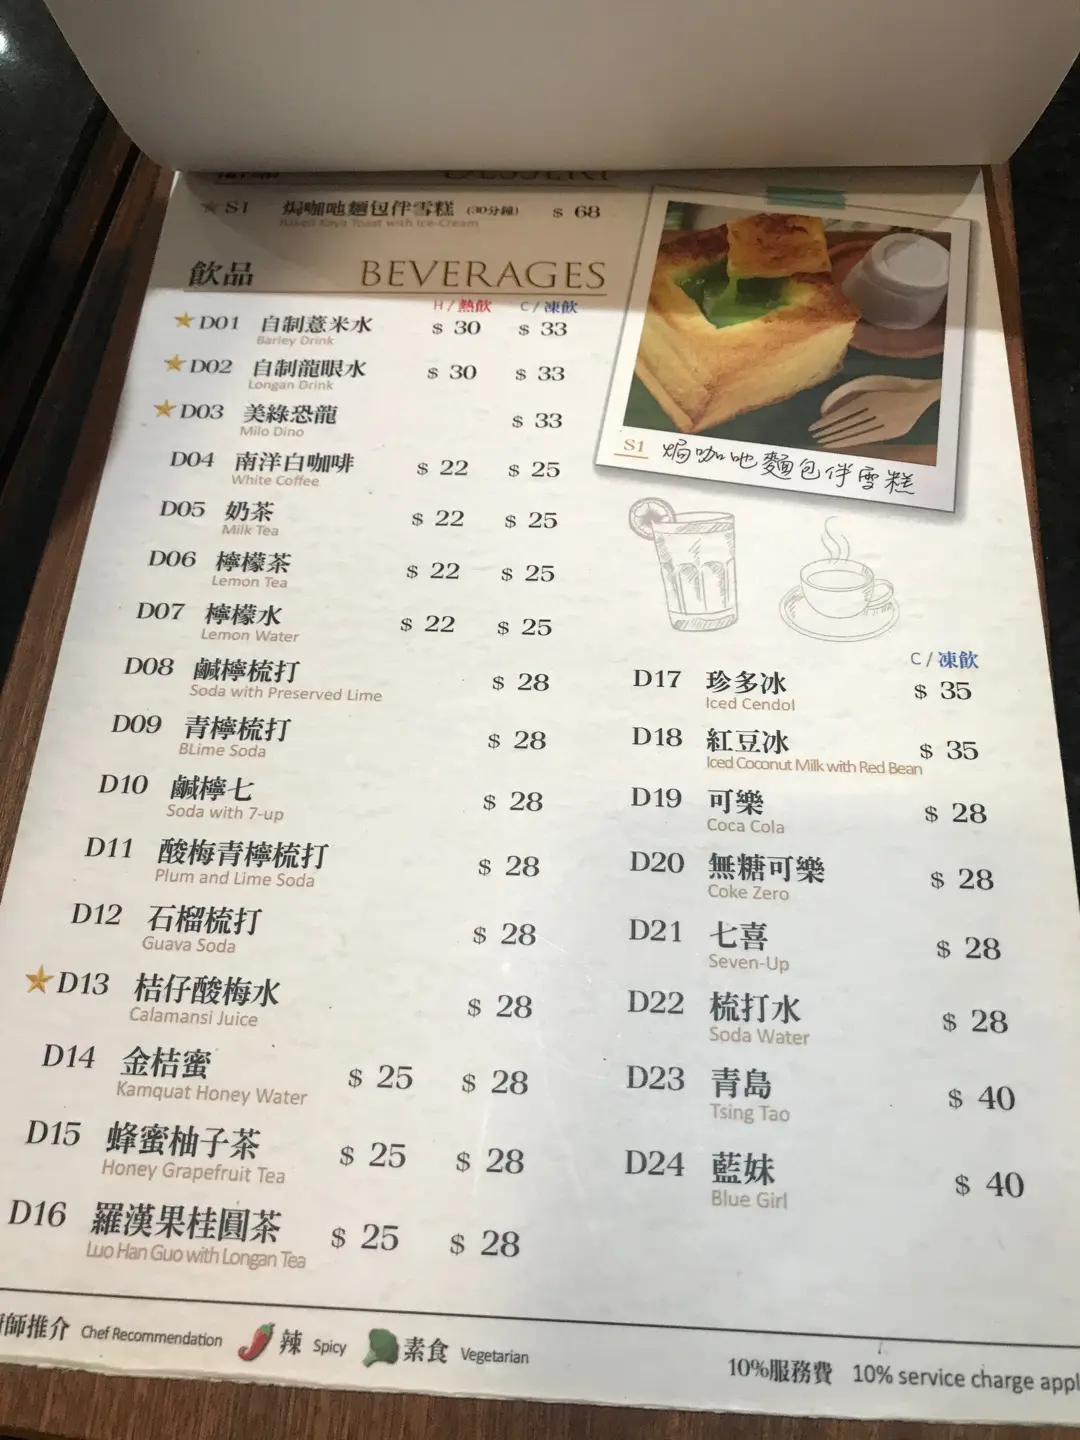 DESSERT
S1 焗咖吔麵包伴雪糕 (30分鐘) $ 68
Baked Kaya Toast with Ice-Cream
飲品 BEVERAGES
H / 熱飲 C / 凍飲
D01 自制薏米水 $ 30 $ 33
Barley Drink
D02 自制龍眼水 $ 30 $ 33
Longan Drink
D03 美綠恐龍 $ 33
Milo Dino
D04 南洋白咖啡 $ 22 $ 25
White Coffee
D05 奶茶 $ 22 $ 25
Milk Tea
D06 檸檬茶 $ 22 $ 25
Lemon Tea
D07 檸檬水 $ 22 $ 25
Lemon Water
D08 鹹檸梳打 $ 28
Soda with Preserved Lime
D09 青檸梳打 $ 28
BLime Soda
D10 鹹檸七 $ 28
Soda with 7-up
D11 酸梅青檸梳打 $ 28
Plum and Lime Soda
D12 石榴梳打 $ 28
Guava Soda
D13 桔仔酸梅水 $ 28
Calamansi Juice
D14 金桔蜜 $ 25 $ 28
Kamquat Honey Water
D15 蜂蜜柚子茶 $ 25 $ 28
Honey Grapefruit Tea
D16 羅漢果桂圓茶 $ 25 $ 28
Luo Han Guo with Longan Tea
S1 焗咖吔麵包伴雪糕
C / 凍飲
D17 珍多冰 $ 35
Iced Cendol
D18 紅豆冰 $ 35
Iced Coconut Milk with Red Bean
D19 可樂 $ 28
Coca Cola
D20 無糖可樂 $ 28
Coke Zero
D21 七喜 $ 28
Seven-Up
D22 梳打水 $ 28
Soda Water
D23 青島 $ 40
Tsing Tao
D24 藍妹 $ 40
Blue Girl
師推介 Chef Recommendation 辣 Spicy 素食 Vegetarian
10%服務費 10% service charge appl